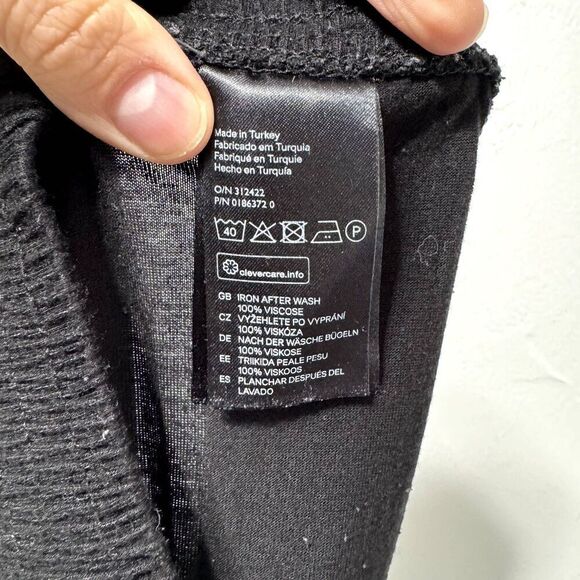 Made in Turkey
Fabricado em Turquia
Fabriqué en Turquie
Hecho en Turquía
O/N 312422
P/N 0186372 0
40 P
clevercare.info
GB IRON AFTER WASH
100% VISCOSE
CZ VYŽEHLETE PO VYPRÁNÍ
100% VISKÓZA
DE NACH DER WÄSCHE BÜGELN
100% VISKOSE
EE TRIIKIDA PEALE PESU
100% VISKOOS
ES PLANCHAR DESPUÉS DEL
LAVADO